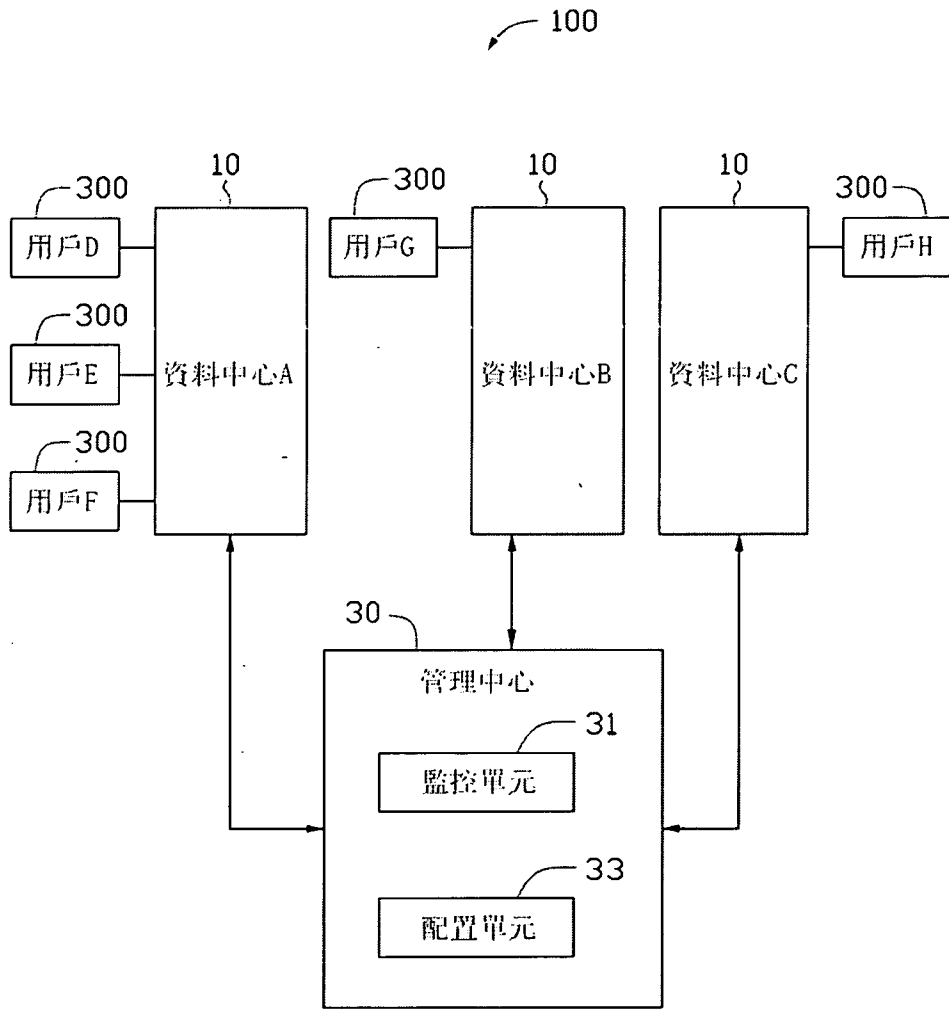 100
10
10
10
300
300
300
用戶D
用戶G
用戶H
300
用戶E
資料中心A
資料中心B
資料中心C
300
用戶F
30
管理中心
31
監控單元
33
配置單元